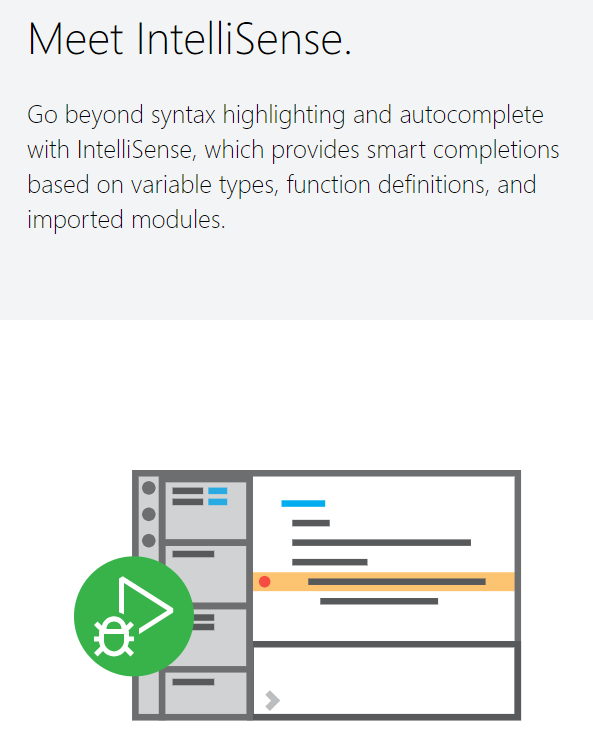 Meet IntelliSense.
Go beyond syntax highlighting and autocomplete
with IntelliSense, which provides smart completions
based on variable types, function definitions, and
imported modules.